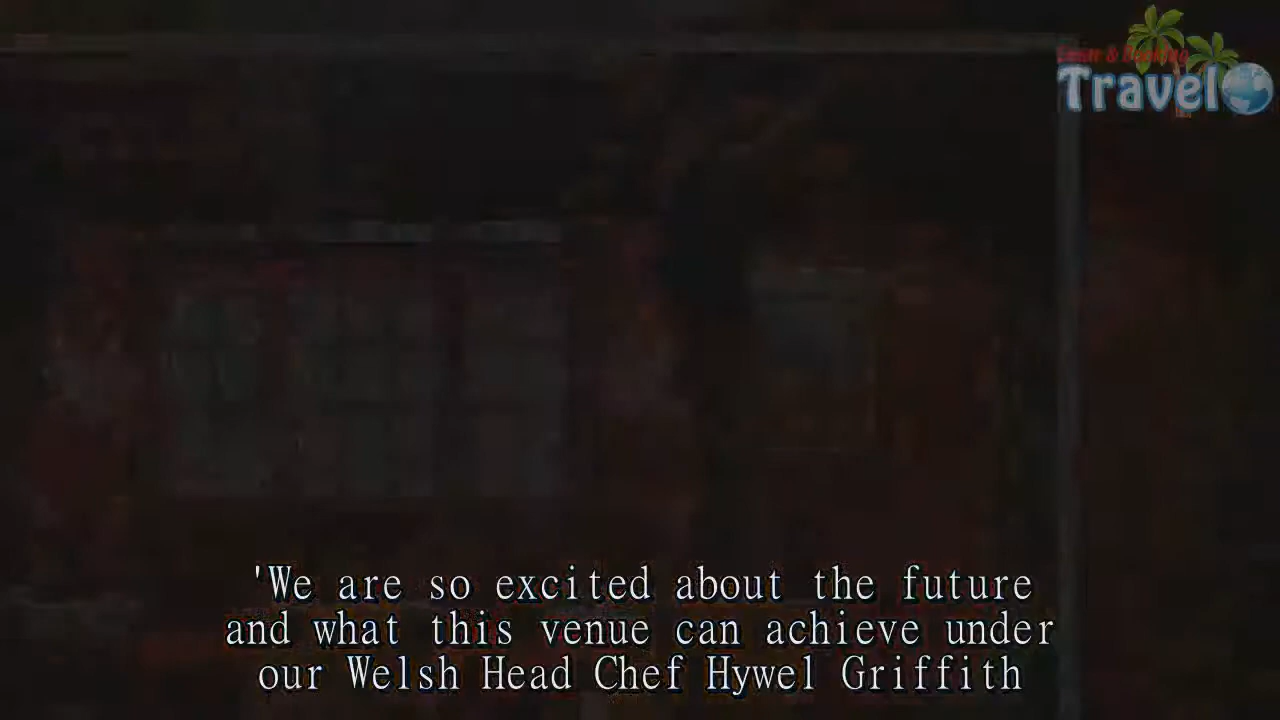 Travel
'We are so excited about the future
and what this venue can achieve under
our Welsh Head Chef Hywel Griffith